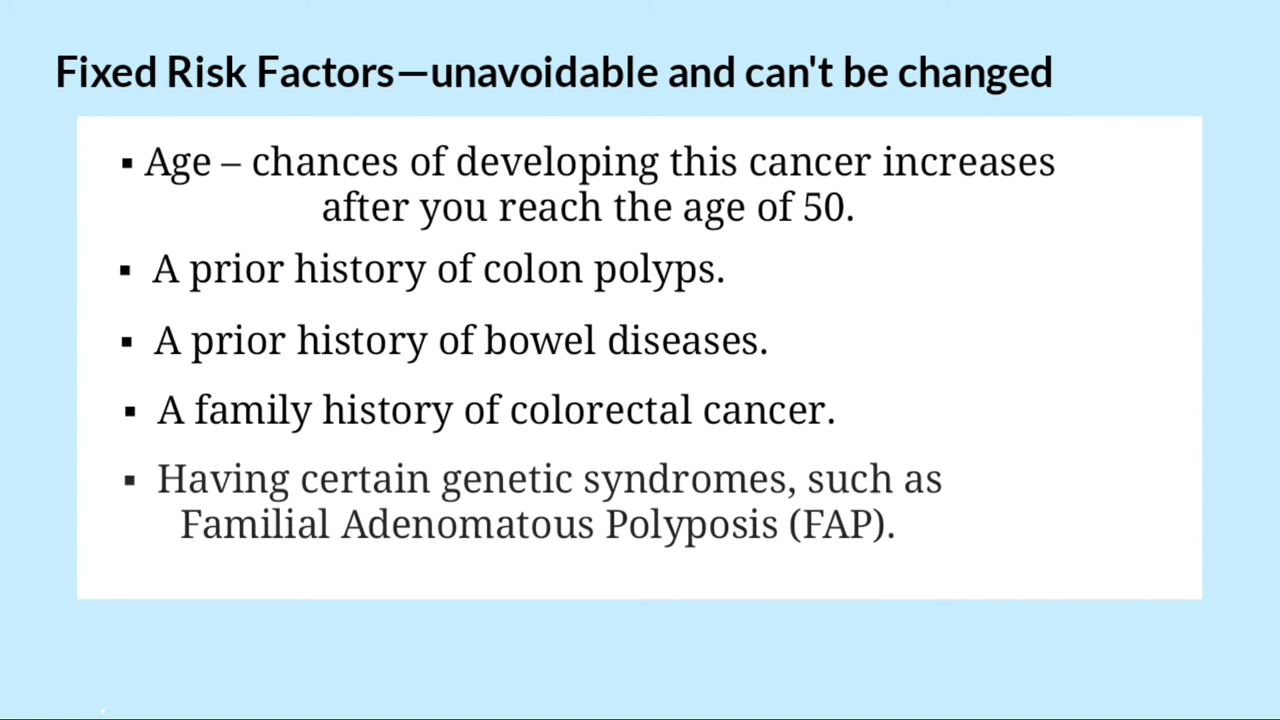 Fixed Risk Factors—unavoidable and can't be changed
▪ Age – chances of developing this cancer increases
after you reach the age of 50.
▪ A prior history of colon polyps.
▪ A prior history of bowel diseases.
▪ A family history of colorectal cancer.
▪ Having certain genetic syndromes, such as
Familial Adenomatous Polyposis (FAP).